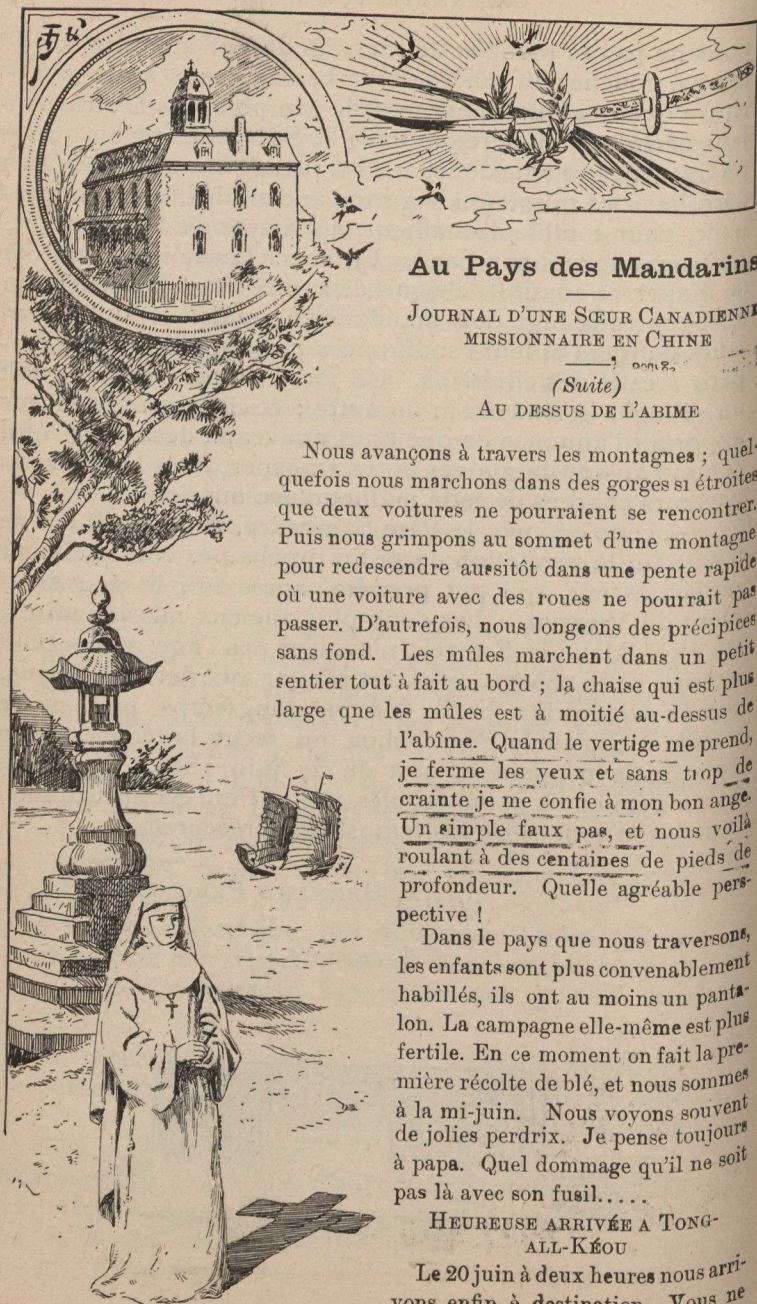 Au Pays des Mandarins
JOURNAL D'UNE SŒUR CANADIENNE
MISSIONNAIRE EN CHINE
(Suite)
AU DESSUS DE L'ABIME
Nous avançons à travers les montagnes ; quel-
quefois nous marchons dans des gorges si étroites
que deux voitures ne pourraient se rencontrer.
Puis nous grimpons au sommet d'une montagne
pour redescendre aussitôt dans une pente rapide
où une voiture avec des roues ne pourrait pas
passer. D'autrefois, nous longeons des précipices
sans fond. Les mûles marchent dans un petit
sentier tout à fait au bord ; la chaise qui est plus
large qne les mûles est à moitié au-dessus de
l'abîme. Quand le vertige me prend,
je ferme les yeux et sans trop de
crainte je me confie à mon bon ange.
Un simple faux pas, et nous voilà
roulant à des centaines de pieds de
profondeur. Quelle agréable pers-
pective !
Dans le pays que nous traversons,
les enfants sont plus convenablement
habillés, ils ont au moins un panta-
lon. La campagne elle-même est plus
fertile. En ce moment on fait la pre-
mière récolte de blé, et nous sommes
à la mi-juin. Nous voyons souvent
de jolies perdrix. Je pense toujours
à papa. Quel dommage qu'il ne soit
pas là avec son fusil.....
HEUREUSE ARRIVÉE A TONG-
ALL-KÉOU
Le 20 juin à deux heures nous arri-
vons enfin à destination. Vous ne